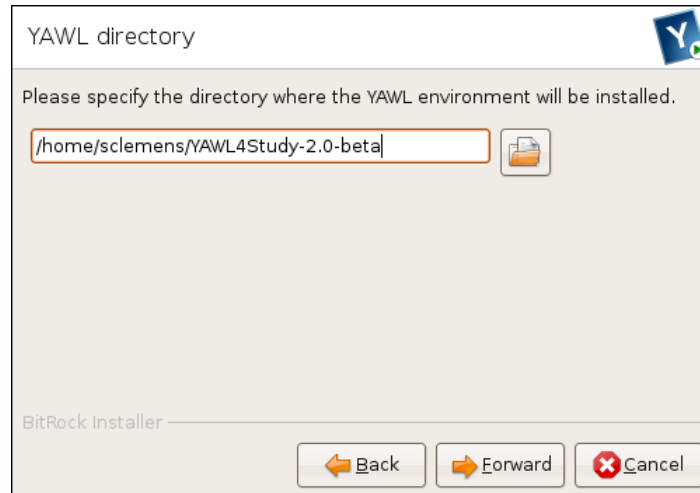 YAWL directory
Y
Please specify the directory where the YAWL environment will be installed.
/home/sclemens/YAWL4Study-2.0-beta
BitRock Installer
Back
Forward
Cancel